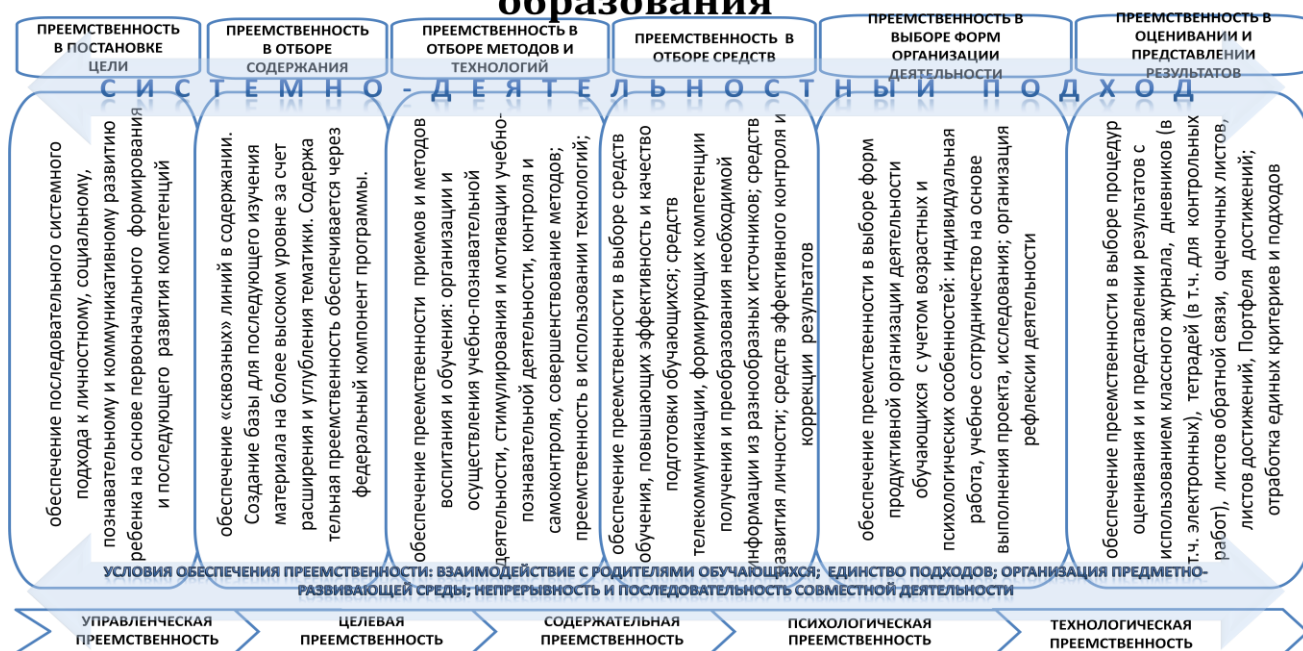 образования
ПРЕЕМСТВЕННОСТЬ
В ПОСТАНОВКЕ
ЦЕЛИ
ПРЕЕМСТВЕННОСТЬ
В ОТБОРЕ
СОДЕРЖАНИЯ
ПРЕЕМСТВЕННОСТЬ В
ОТБОРЕ МЕТОДОВ И
ТЕХНОЛОГИЙ
ПРЕЕМСТВЕННОСТЬ В
ОТБОРЕ СРЕДСТВ
ПРЕЕМСТВЕННОСТЬ В
ВЫБОРЕ ФОРМ
ОРГАНИЗАЦИИ
ДЕЯТЕЛЬНОСТИ
ПРЕЕМСТВЕННОСТЬ В
ОЦЕНИВАНИИ И
ПРЕДСТАВЛЕНИИ
РЕЗУЛЬТАТОВ
СИСТЕМНО-ДЕЯТЕЛЬНОСТНЫЙ ПОДХОД
обеспечение последовательного системного
подхода к личностному, социальному,
познавательному и коммуникативному развитию
ребенка на основе первоначального формирования
и последующего развития компетенций
обеспечение «сквозных» линий в содержании.
Создание базы для последующего изучения
материала на более высоком уровне за счет
расширения и углубления тематики. Содержа
тельная преемственность обеспечивается через
федеральный компонент программы.
обеспечение преемственности приемов и методов
воспитания и обучения: организации и
осуществления учебно-познавательной
деятельности, стимулирования и мотивации учебно-
познавательной деятельности, контроля и
самоконтроля, совершенствование методов;
преемственность в использовании технологий;
обеспечение преемственности в выборе средств
обучения, повышающих эффективность и качество
подготовки обучающихся; средств
телекоммуникации, формирующих компетенции
получения и преобразования необходимой
информации из разнообразных источников; средств
развития личности; средств эффективного контроля и
коррекции результатов
обеспечение преемственности в выборе форм
продуктивной организации деятельности
обучающихся с учетом возрастных и
психологических особенностей: индивидуальная
работа, учебное сотрудничество на основе
выполнения проекта, исследования; организация
рефлексии деятельности
обеспечение преемственности в выборе процедур
оценивания и представлении результатов с
использованием классного журнала, дневников (в
т.ч. электронных), тетрадей (в т.ч. для контрольных
работ), листов обратной связи, оценочных листов,
листов достижений, Портфеля достижений;
отработка единых критериев и подходов
УСЛОВИЯ ОБЕСПЕЧЕНИЯ ПРЕЕМСТВЕННОСТИ: ВЗАИМОДЕЙСТВИЕ С РОДИТЕЛЯМИ ОБУЧАЮЩИХСЯ; ЕДИНСТВО ПОДХОДОВ; ОРГАНИЗАЦИЯ ПРЕДМЕТНО-
РАЗВИВАЮЩЕЙ СРЕДЫ; НЕПРЕРЫВНОСТЬ И ПОСЛЕДОВАТЕЛЬНОСТЬ СОВМЕСТНОЙ ДЕЯТЕЛЬНОСТИ
УПРАВЛЕНЧЕСКАЯ
ПРЕЕМСТВЕННОСТЬ
ЦЕЛЕВАЯ
ПРЕЕМСТВЕННОСТЬ
СОДЕРЖАТЕЛЬНАЯ
ПРЕЕМСТВЕННОСТЬ
ПСИХОЛОГИЧЕСКАЯ
ПРЕЕМСТВЕННОСТЬ
ТЕХНОЛОГИЧЕСКАЯ
ПРЕЕМСТВЕННОСТЬ